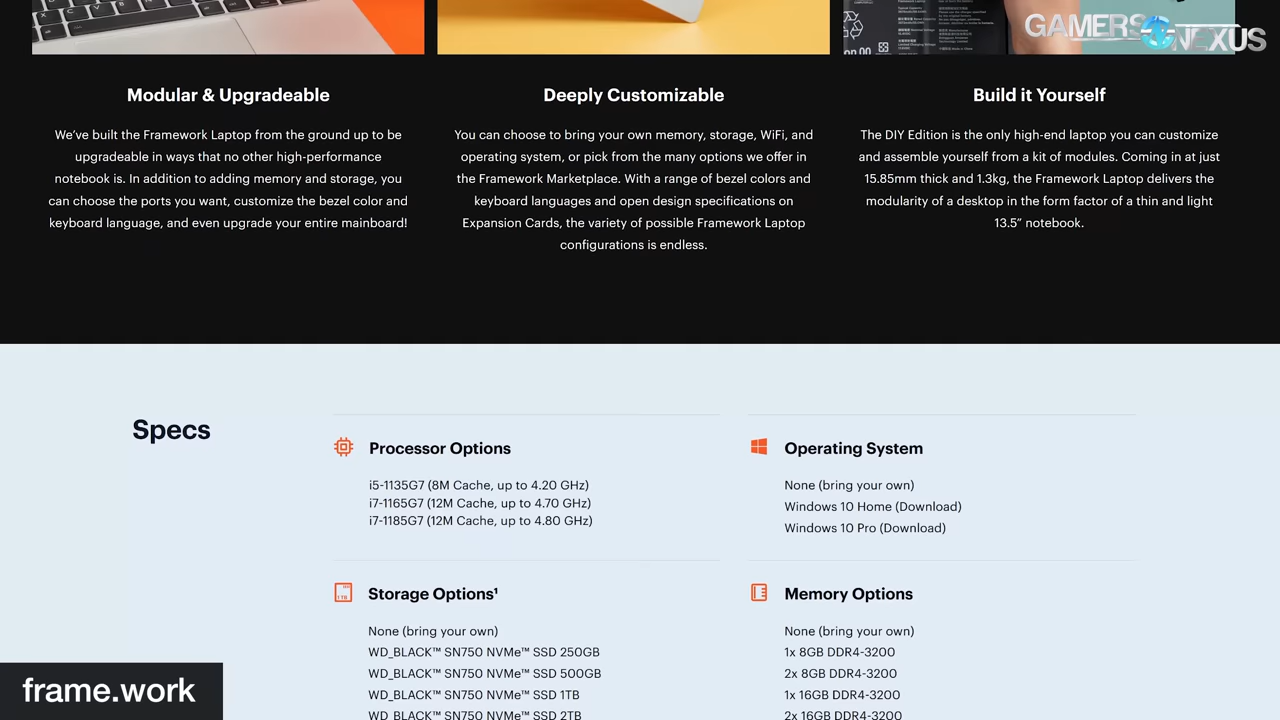 GAMERS NEXUS
Modular & Upgradeable
We've built the Framework Laptop from the ground up to be
upgradeable in ways that no other high-performance
notebook is. In addition to adding memory and storage, you
can choose the ports you want, customize the bezel color and
keyboard language, and even upgrade your entire mainboard!
Deeply Customizable
You can choose to bring your own memory, storage, WiFi, and
operating system, or pick from the many options we offer in
the Framework Marketplace. With a range of bezel colors and
keyboard languages and open design specifications on
Expansion Cards, the variety of possible Framework Laptop
configurations is endless.
Build it Yourself
The DIY Edition is the only high-end laptop you can customize
and assemble yourself from a kit of modules. Coming in at just
15.85mm thick and 1.3kg, the Framework Laptop delivers the
modularity of a desktop in the form factor of a thin and light
13.5” notebook.
Specs
Processor Options
i5-1135G7 (8M Cache, up to 4.20 GHz)
i7-1165G7 (12M Cache, up to 4.70 GHz)
i7-1185G7 (12M Cache, up to 4.80 GHz)
Operating System
None (bring your own)
Windows 10 Home (Download)
Windows 10 Pro (Download)
Storage Options¹
None (bring your own)
WD_BLACK™ SN750 NVMe™ SSD 250GB
WD_BLACK™ SN750 NVMe™ SSD 500GB
WD_BLACK™ SN750 NVMe™ SSD 1TB
WD_BLACK™ SN750 NVMe™ SSD 2TB
Memory Options
None (bring your own)
1x 8GB DDR4-3200
2x 8GB DDR4-3200
1x 16GB DDR4-3200
2x 16GB DDR4-3200
frame.work